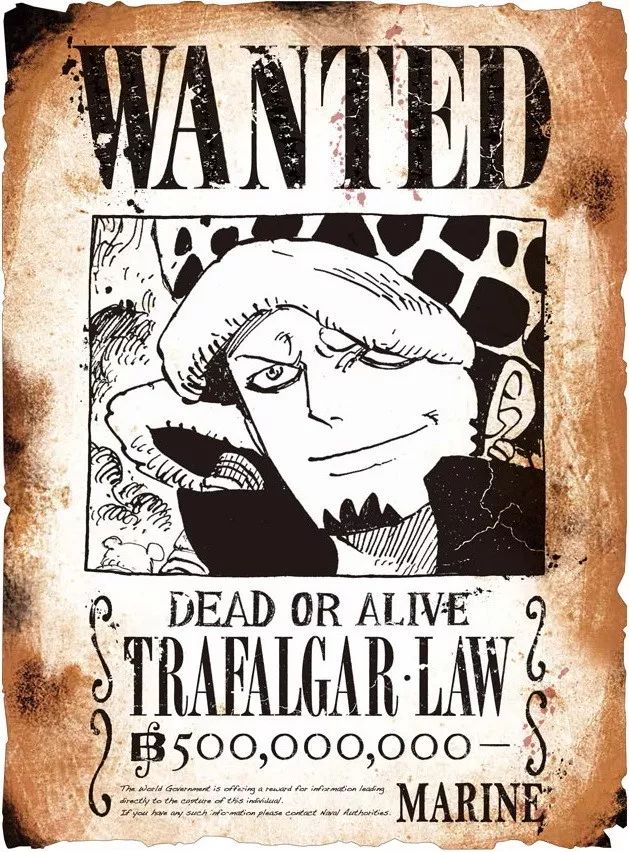 WANTED
DEAD OR ALIVE
TRAFALGAR·LAW
฿500,000,000—
The World Government is offering a reward for information leading
directly to the capture of this individual.
If you have any such information please contact Naval Authorities.
MARINE